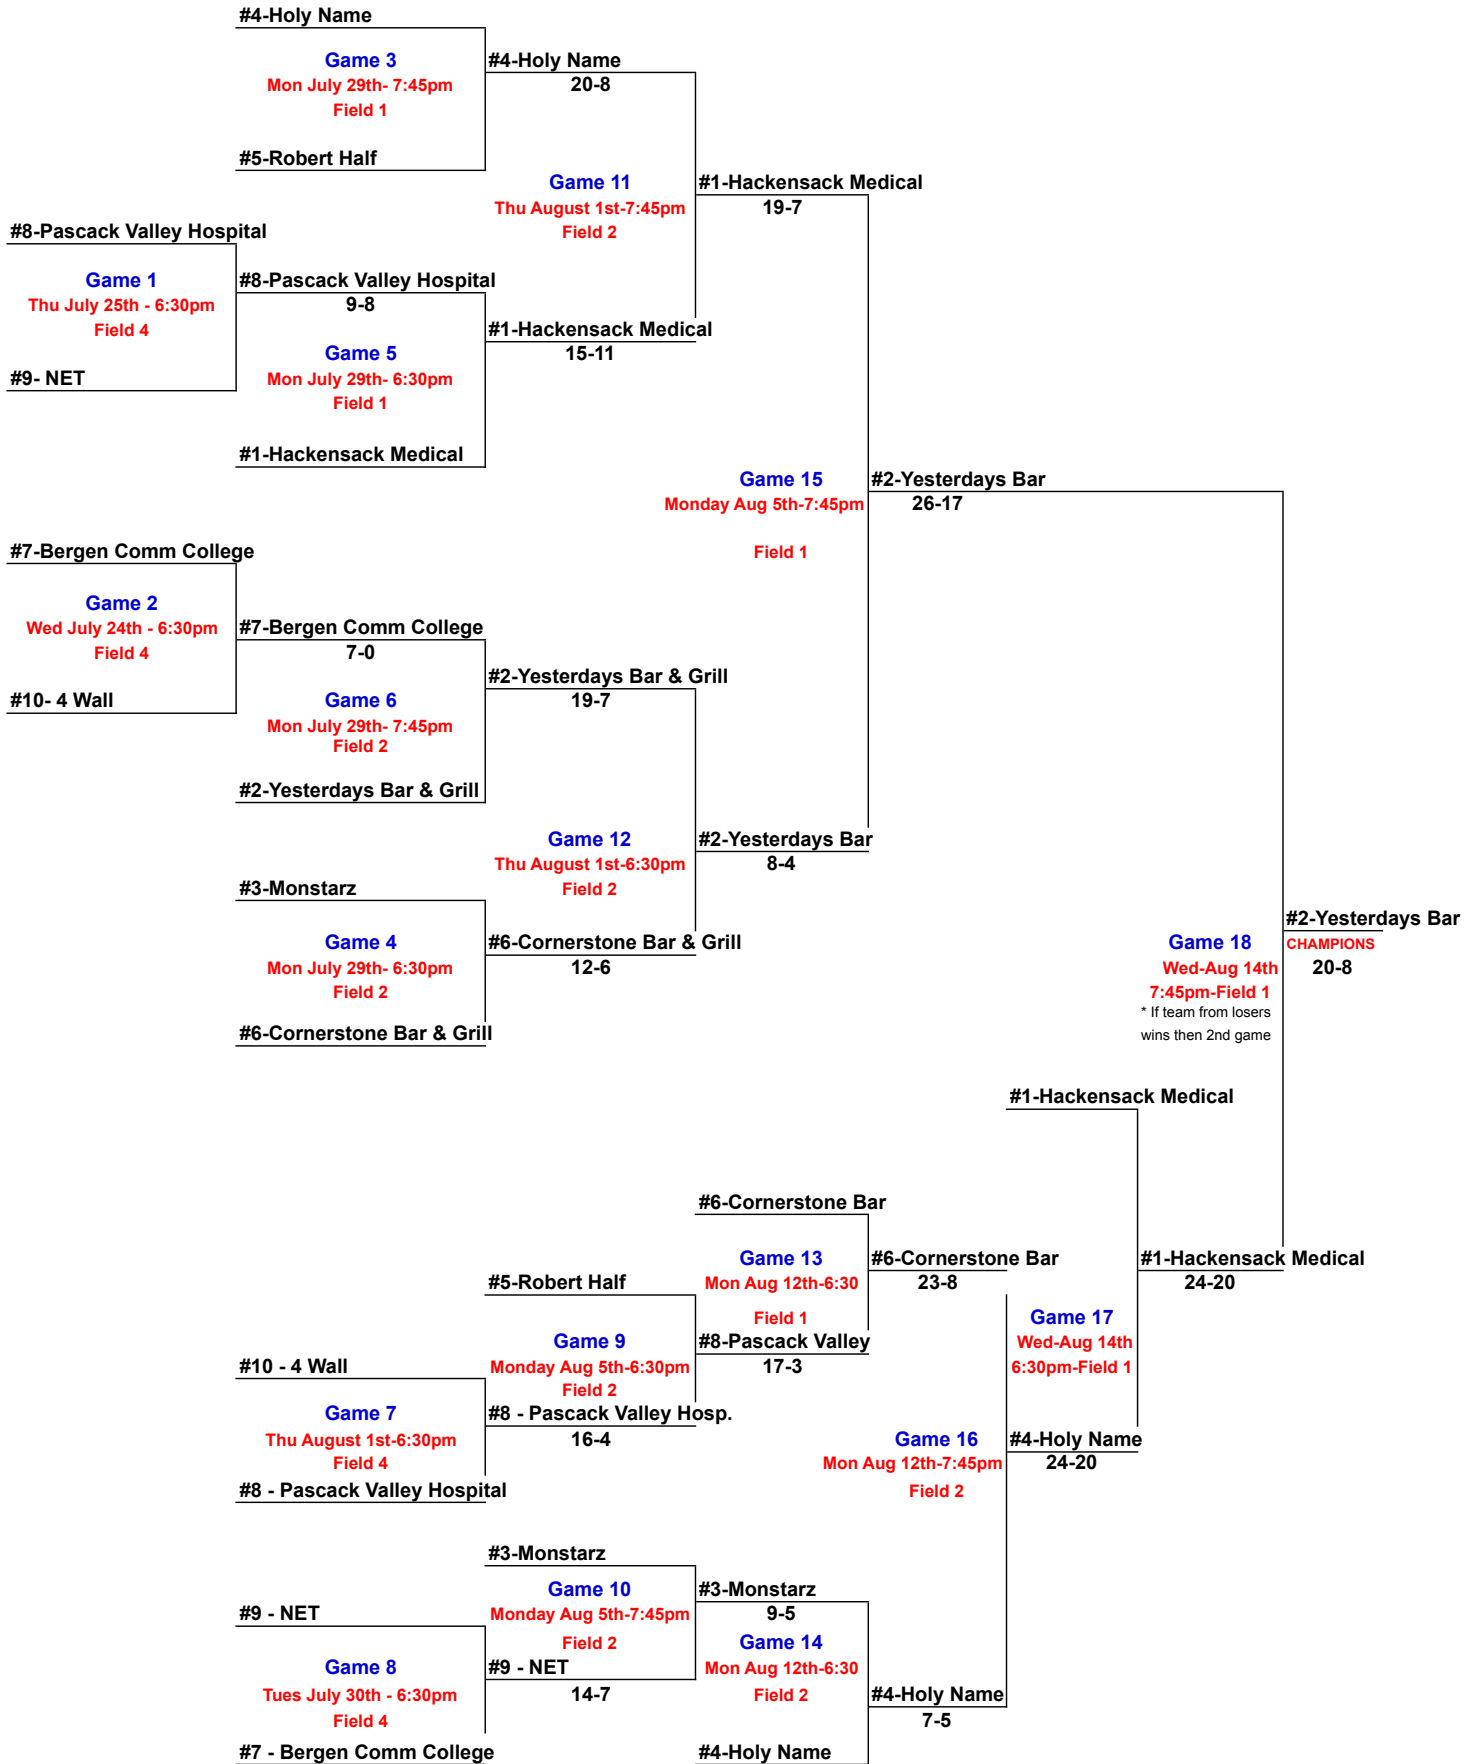 #4-Holy Name
Game 3
Mon July 29th- 7:45pm
Field 1
#4-Holy Name
20-8
#5-Robert Half
Game 11
Thu August 1st-7:45pm
Field 2
#1-Hackensack Medical
19-7
#8-Pascack Valley Hospital
Game 1
Thu July 25th - 6:30pm
Field 4
#8-Pascack Valley Hospital
9-8
#9- NET
Game 5
Mon July 29th- 6:30pm
Field 1
#1-Hackensack Medical
15-11
#1-Hackensack Medical
Game 15
Monday Aug 5th-7:45pm
Field 1
#2-Yesterdays Bar
26-17
#7-Bergen Comm College
Game 2
Wed July 24th - 6:30pm
Field 4
#7-Bergen Comm College
7-0
#10- 4 Wall
Game 6
Mon July 29th- 7:45pm
Field 2
#2-Yesterdays Bar & Grill
19-7
#2-Yesterdays Bar & Grill
Game 12
Thu August 1st-6:30pm
Field 2
#2-Yesterdays Bar
8-4
#3-Monstarz
Game 4
Mon July 29th- 6:30pm
Field 2
#6-Cornerstone Bar & Grill
12-6
#6-Cornerstone Bar & Grill
Game 18
Wed-Aug 14th
7:45pm-Field 1
* If team from losers
wins then 2nd game
#2-Yesterdays Bar
CHAMPIONS
20-8
#1-Hackensack Medical
#6-Cornerstone Bar
Game 13
Mon Aug 12th-6:30
Field 1
#6-Cornerstone Bar
23-8
#1-Hackensack Medical
24-20
#5-Robert Half
Game 9
Monday Aug 5th-6:30pm
Field 2
#8-Pascack Valley
17-3
Game 17
Wed-Aug 14th
6:30pm-Field 1
#10 - 4 Wall
Game 7
Thu August 1st-6:30pm
Field 4
#8 - Pascack Valley Hosp.
16-4
#8 - Pascack Valley Hospital
Game 16
Mon Aug 12th-7:45pm
Field 2
#4-Holy Name
24-20
#3-Monstarz
Game 10
Monday Aug 5th-7:45pm
Field 2
#3-Monstarz
9-5
#9 - NET
Game 8
Tues July 30th - 6:30pm
Field 4
#9 - NET
14-7
Game 14
Mon Aug 12th-6:30
Field 2
#4-Holy Name
7-5
#7 - Bergen Comm College
#4-Holy Name